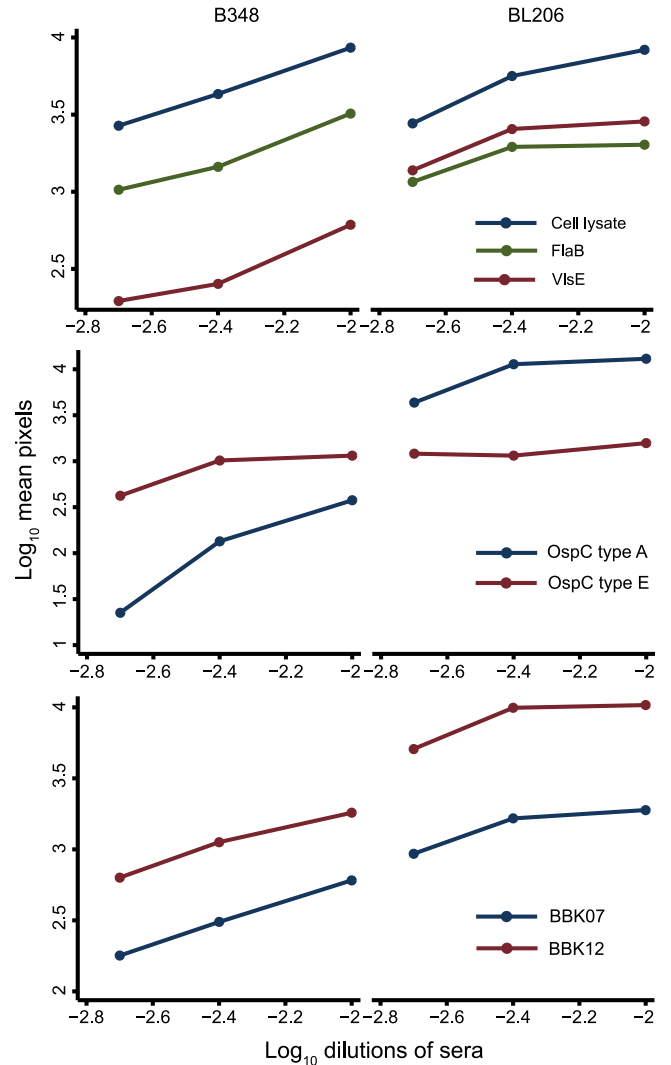 B348 BL206
4
3.5
3
2.5
Cell lysate
FlaB
VlsE
−2.8 −2.6 −2.4 −2.2 −2 −2.8 −2.6 −2.4 −2.2 −2
Log10 mean pixels
4
3.5
3
2.5
2
1.5
1
OspC type A
OspC type E
−2.8 −2.6 −2.4 −2.2 −2 −2.8 −2.6 −2.4 −2.2 −2
4
3.5
3
2.5
2
BBK07
BBK12
−2.8 −2.6 −2.4 −2.2 −2 −2.8 −2.6 −2.4 −2.2 −2
Log10 dilutions of sera